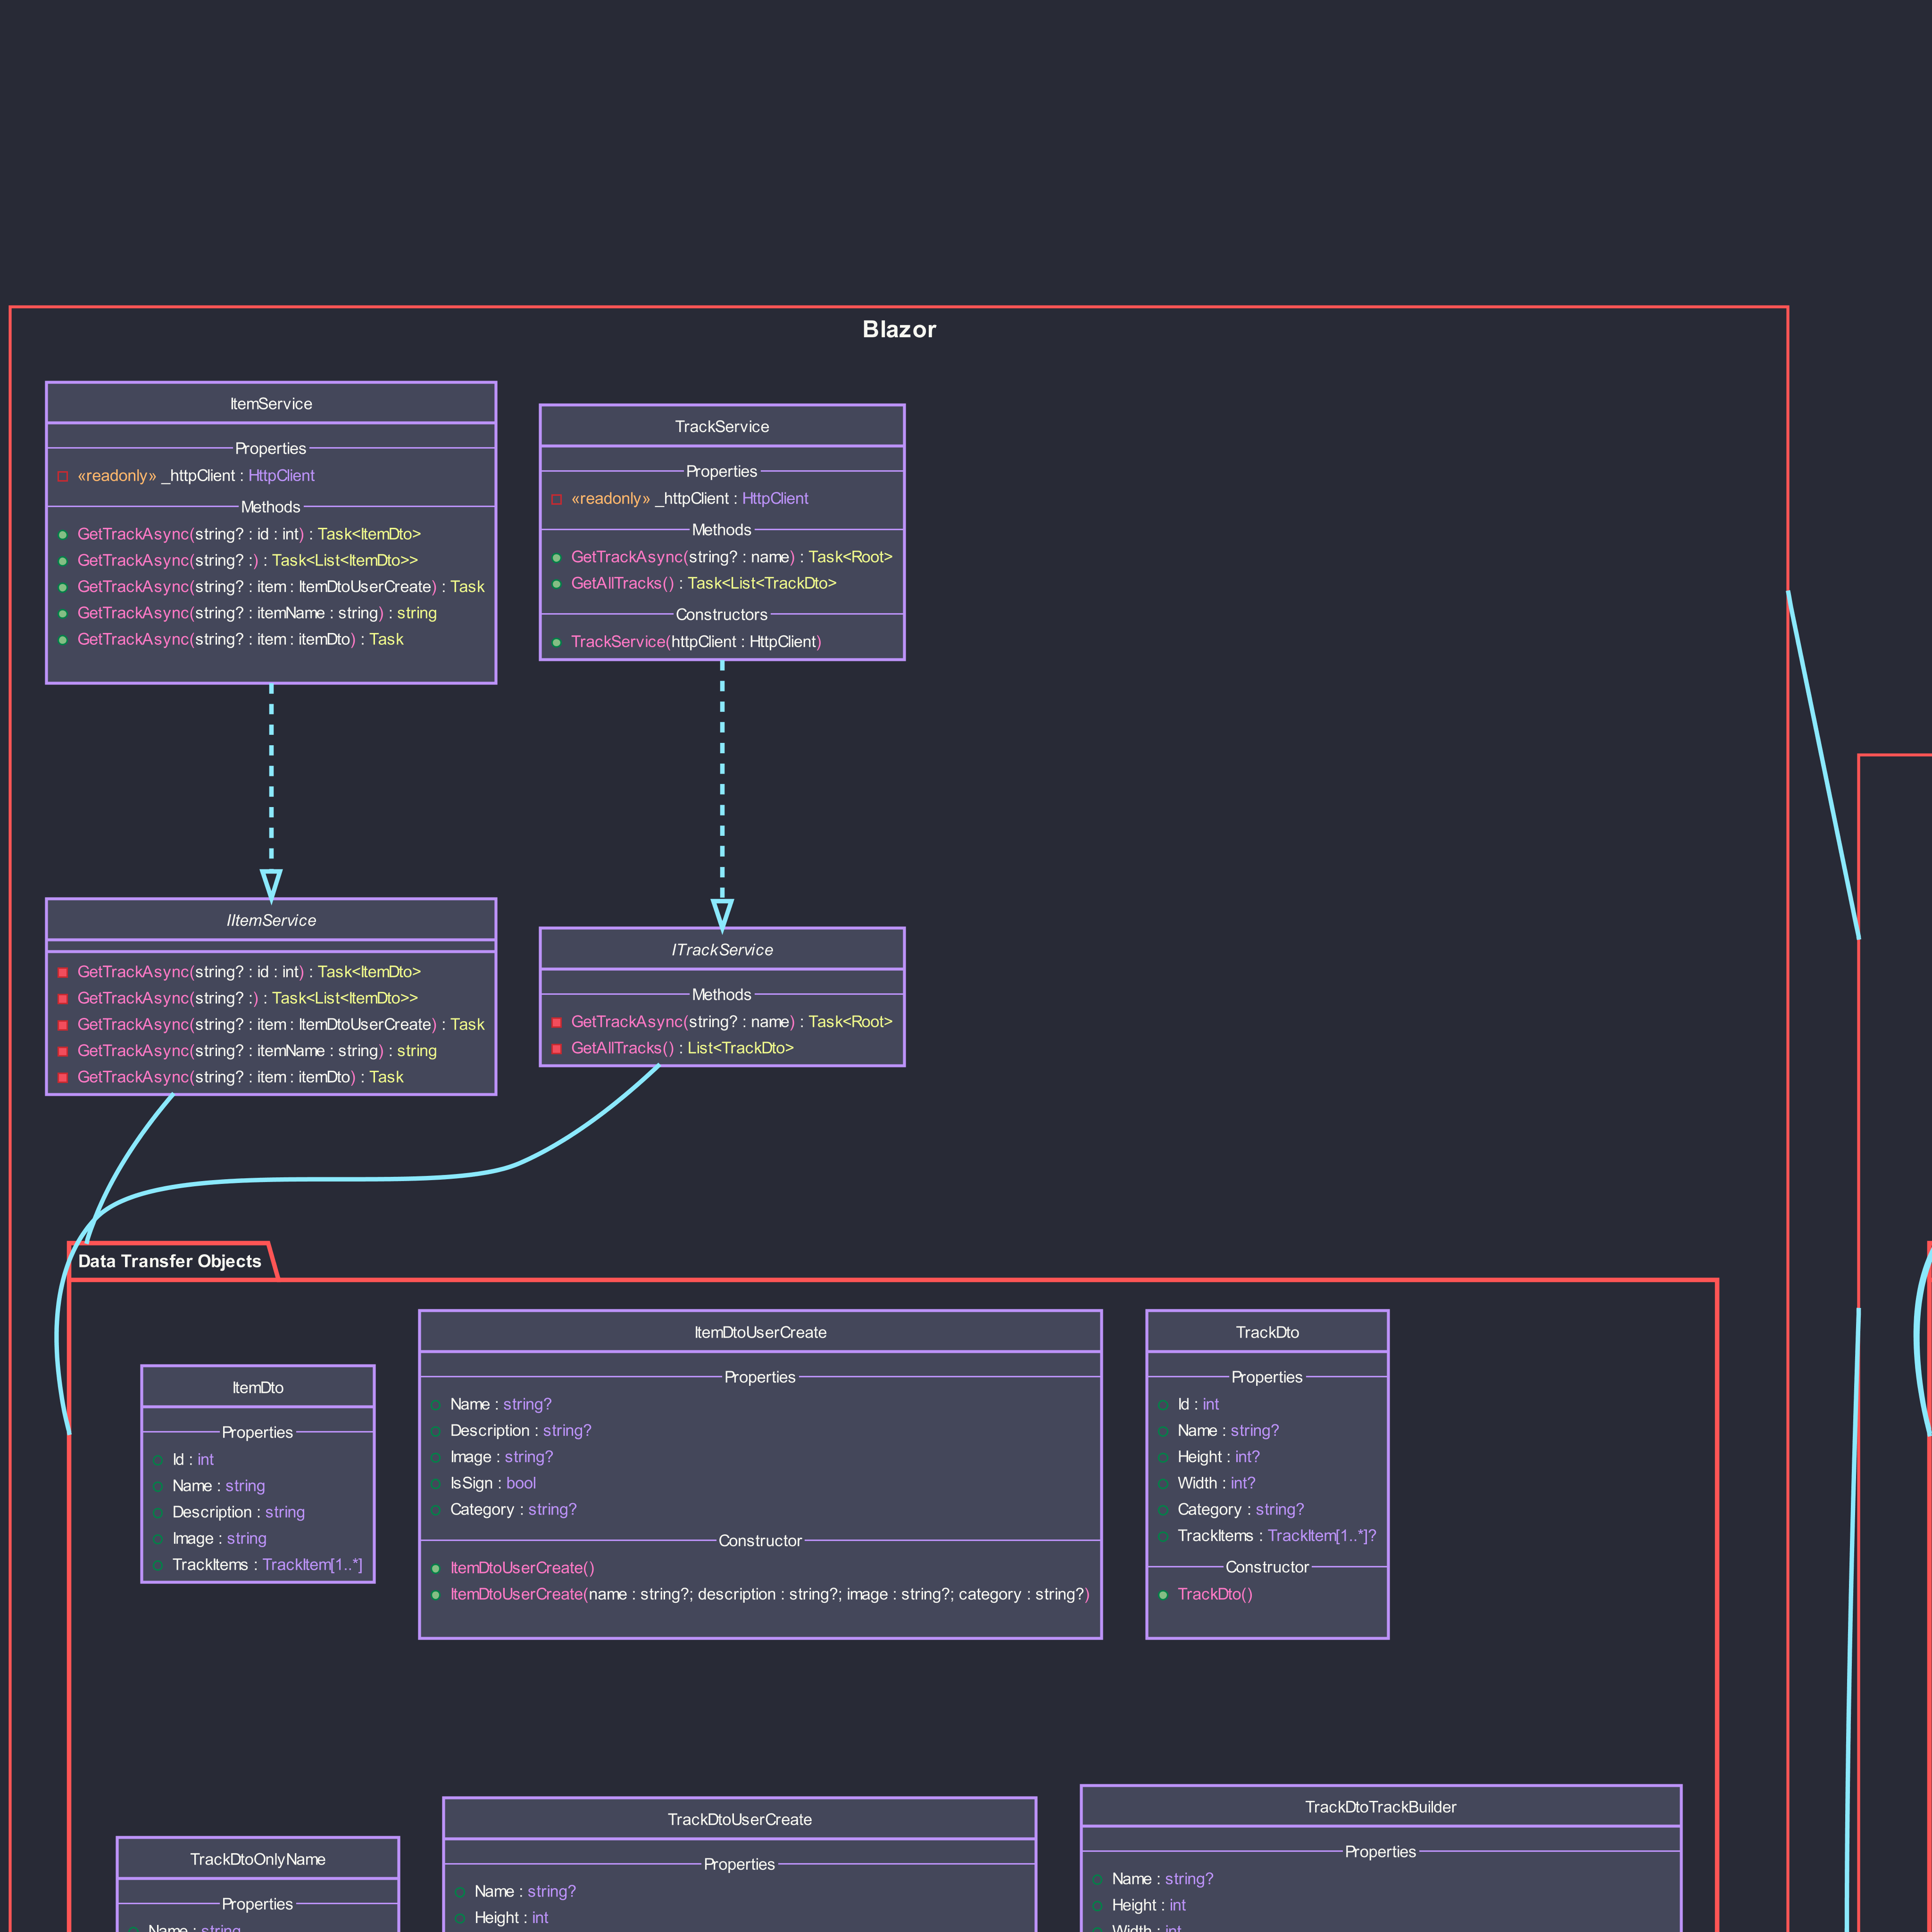 Blazor
ItemService
Properties
«readonly» _httpClient : HttpClient
Methods
GetTrackAsync(string? : id : int) : Task<ItemDto>
GetTrackAsync(string? :) : Task<List<ItemDto>>
GetTrackAsync(string? : item : ItemDtoUserCreate) : Task
GetTrackAsync(string? : itemName : string) : string
GetTrackAsync(string? : item : itemDto) : Task
TrackService
Properties
«readonly» _httpClient : HttpClient
Methods
GetTrackAsync(string? : name) : Task<Root>
GetAllTracks() : Task<List<TrackDto>
Constructors
TrackService(httpClient : HttpClient)
IItemService
GetTrackAsync(string? : id : int) : Task<ItemDto>
GetTrackAsync(string? :) : Task<List<ItemDto>>
GetTrackAsync(string? : item : ItemDtoUserCreate) : Task
GetTrackAsync(string? : itemName : string) : string
GetTrackAsync(string? : item : itemDto) : Task
ITrackService
Methods
GetTrackAsync(string? : name) : Task<Root>
GetAllTracks() : List<TrackDto>
Data Transfer Objects
ItemDto
Properties
Id : int
Name : string
Description : string
Image : string
TrackItems : TrackItem[1..*]
ItemDtoUserCreate
Properties
Name : string?
Description : string?
Image : string?
IsSign : bool
Category : string?
Constructor
ItemDtoUserCreate()
ItemDtoUserCreate(name : string?; description : string?; image : string?; category : string?)
TrackDto
Properties
Id : int
Name : string?
Height : int?
Width : int?
Category : string?
TrackItems : TrackItem[1..*]?
Constructor
TrackDto()
TrackDtoOnlyName
Properties
Name : string
TrackDtoUserCreate
Properties
Name : string?
Height : int
TrackDtoTrackBuilder
Properties
Name : string?
Height : int
Width : int